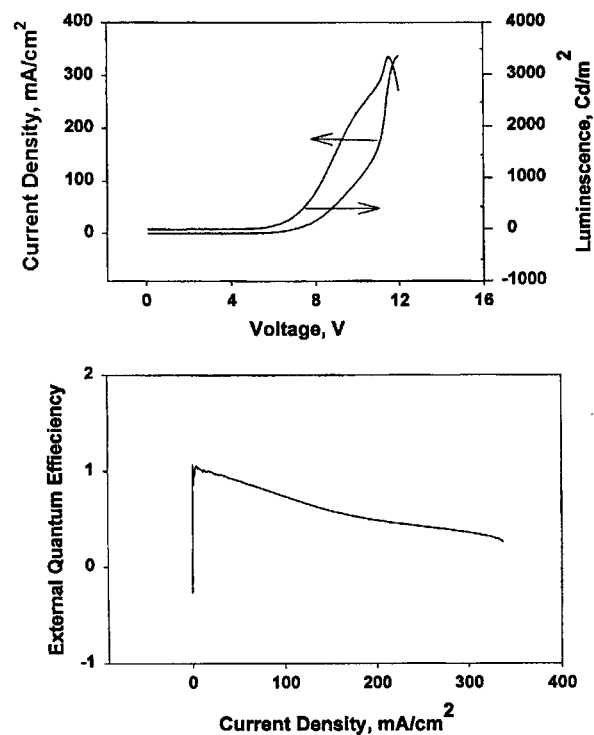 Current Density, mA/cm2
400
300
200
100
0
4000
3000
2000
1000
0
-1000
Luminescence, Cd/m2
0 4 8 12 16
Voltage, V
External Quantum Effieciency
2
1
0
-1
0 100 200 300 400
Current Density, mA/cm2